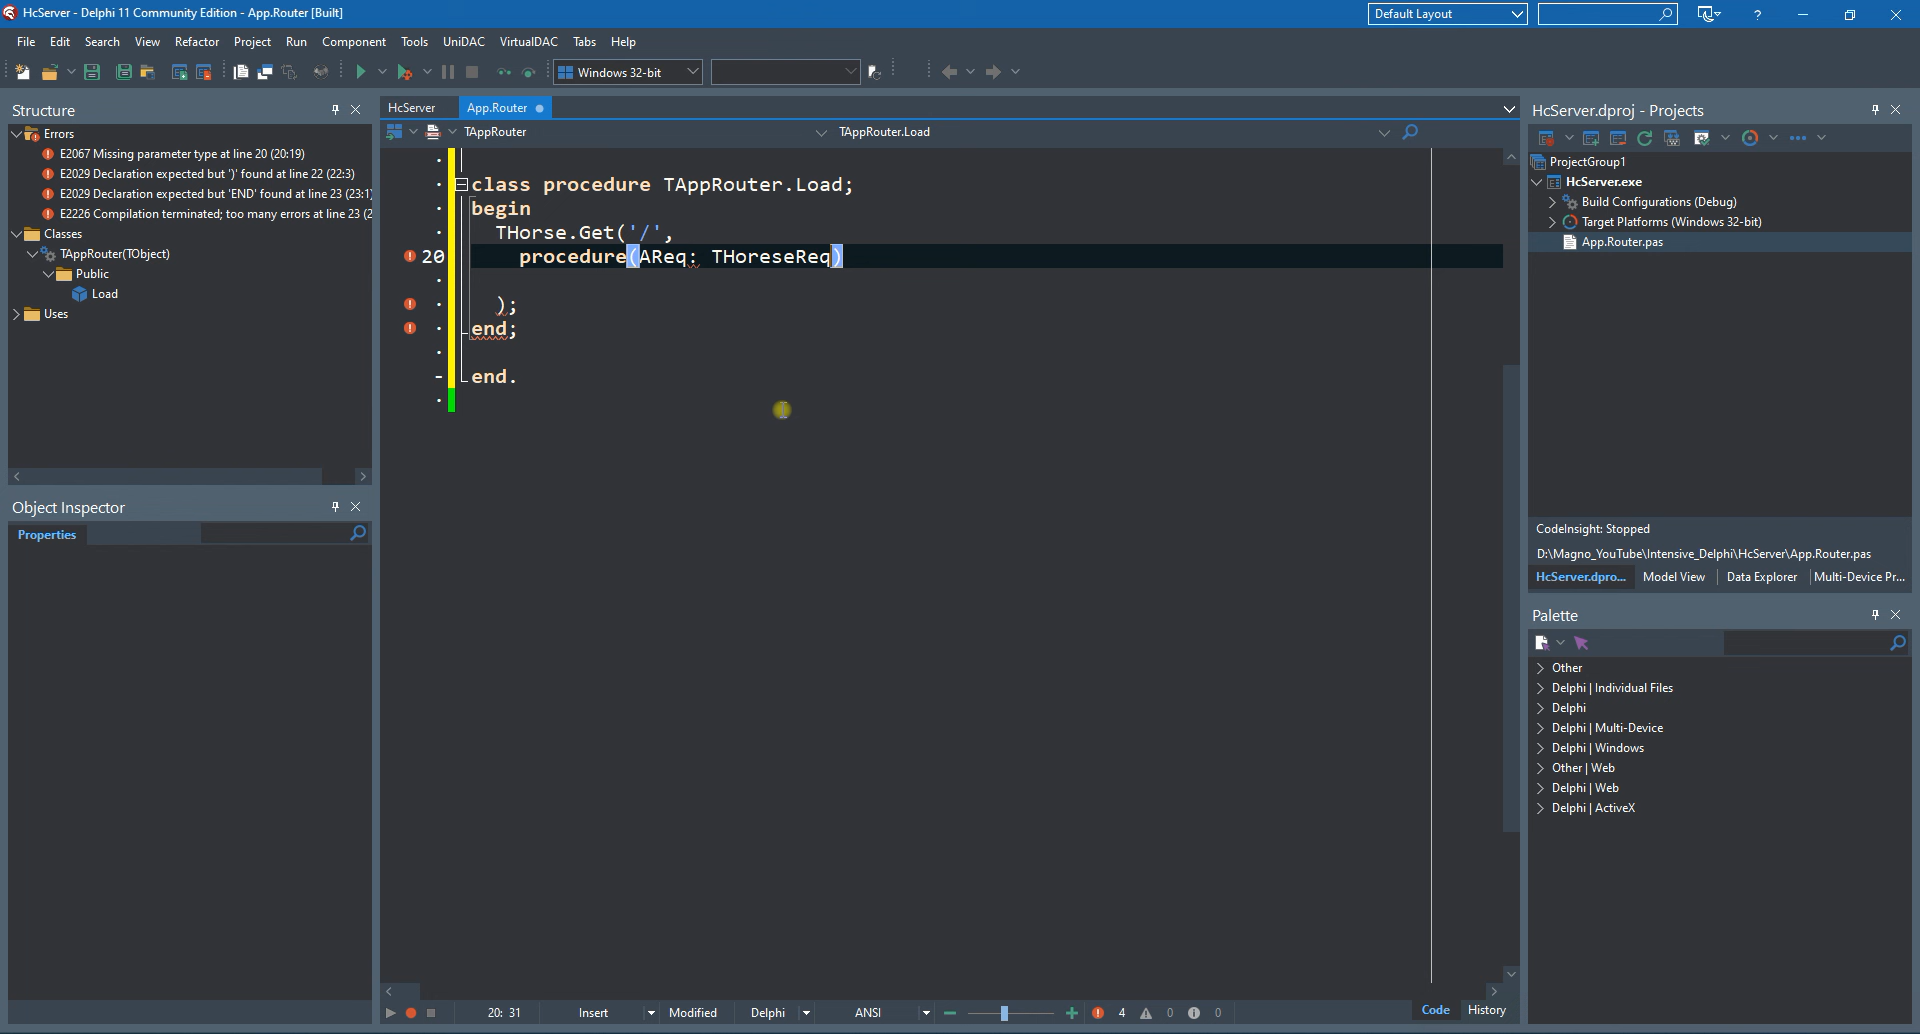 HcServer - Delphi 11 Community Edition - App.Router [Built]
Default Layout
File Edit Search View Refactor Project Run Component Tools UniDAC VirtualDAC Tabs Help
Windows 32-bit
Structure
Errors
E2067 Missing parameter type at line 20 (20:19)
E2029 Declaration expected but ')' found at line 22 (22:3)
E2029 Declaration expected but 'END' found at line 23 (23:1)
E2226 Compilation terminated; too many errors at line 23 (2
Classes
TAppRouter(TObject)
Public
Load
Uses
Object Inspector
Properties
HcServer App.Router
TAppRouter TAppRouter.Load
class procedure TAppRouter.Load;
begin
THorse.Get('/',
20 procedure(AReq: THoreseReq)
);
end;
end.
20: 31 Insert Modified Delphi ANSI 4 0 0 Code History
HcServer.dproj - Projects
ProjectGroup1
HcServer.exe
Build Configurations (Debug)
Target Platforms (Windows 32-bit)
App.Router.pas
CodeInsight: Stopped
D:\Magno_YouTube\Intensive_Delphi\HcServer\App.Router.pas
HcServer.dpro... Model View Data Explorer Multi-Device Pr...
Palette
Other
Delphi | Individual Files
Delphi
Delphi | Multi-Device
Delphi | Windows
Other | Web
Delphi | Web
Delphi | ActiveX